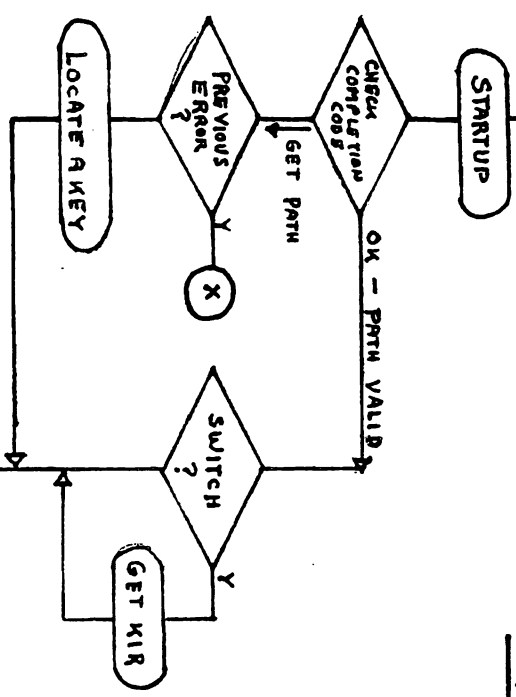 STARTUP
CHECK
COMPLETION
CODE
OK - PATH VALID
GET PATH
PREVIOUS
ERROR
?
Y
X
SWITCH
?
Y
LOCATE A KEY
GET KIR